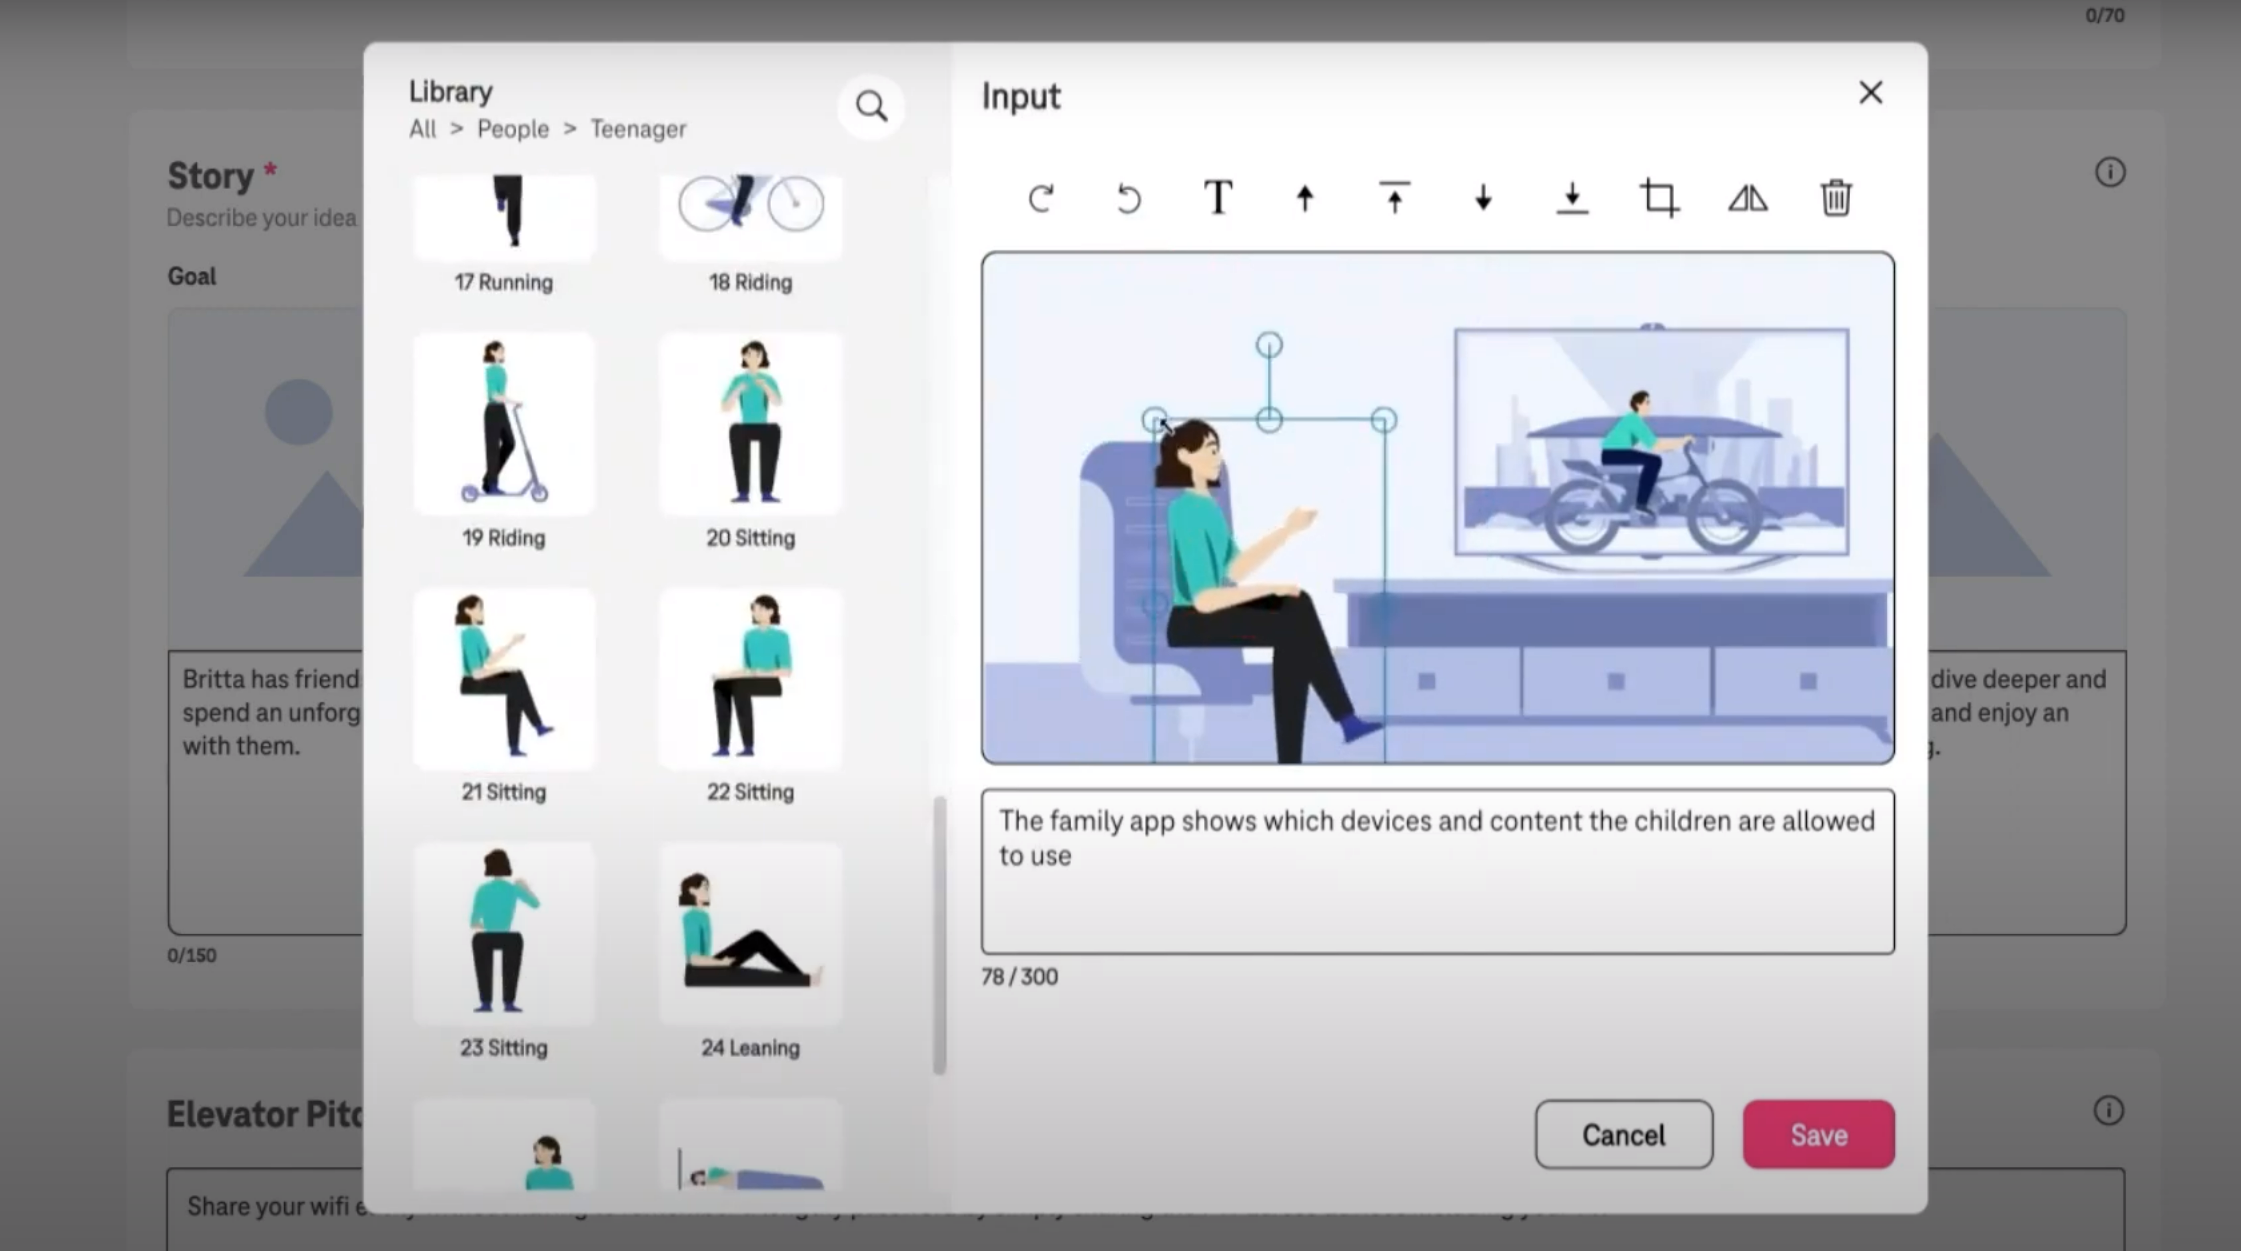 0/70
Library
All > People > Teenager
Input
Story *
Describe your idea
Goal
T
17 Running
18 Riding
19 Riding
20 Sitting
21 Sitting
22 Sitting
23 Sitting
24 Leaning
Britta has friend
spend an unforg
with them.
0/150
dive deeper and
and enjoy an
The family app shows which devices and content the children are allowed
to use
78 / 300
Cancel
Save
Elevator Pitc
Share your wifi